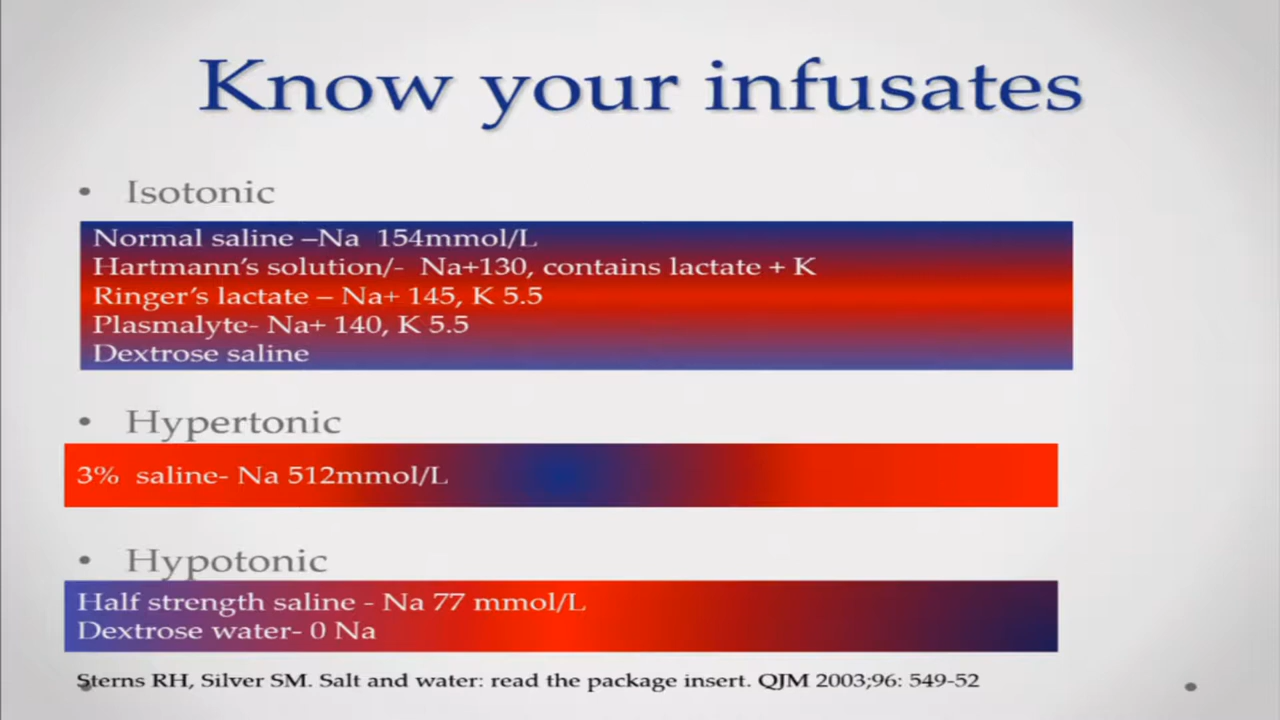 Know your infusates
• Isotonic
Normal saline –Na 154mmol/L
Hartmann's solution/- Na+130, contains lactate + K
Ringer's lactate – Na+ 145, K 5.5
Plasmalyte- Na+ 140, K 5.5
Dextrose saline
• Hypertonic
3% saline- Na 512mmol/L
• Hypotonic
Half strength saline - Na 77 mmol/L
Dextrose water- 0 Na
Sterns RH, Silver SM. Salt and water: read the package insert. QJM 2003;96: 549-52